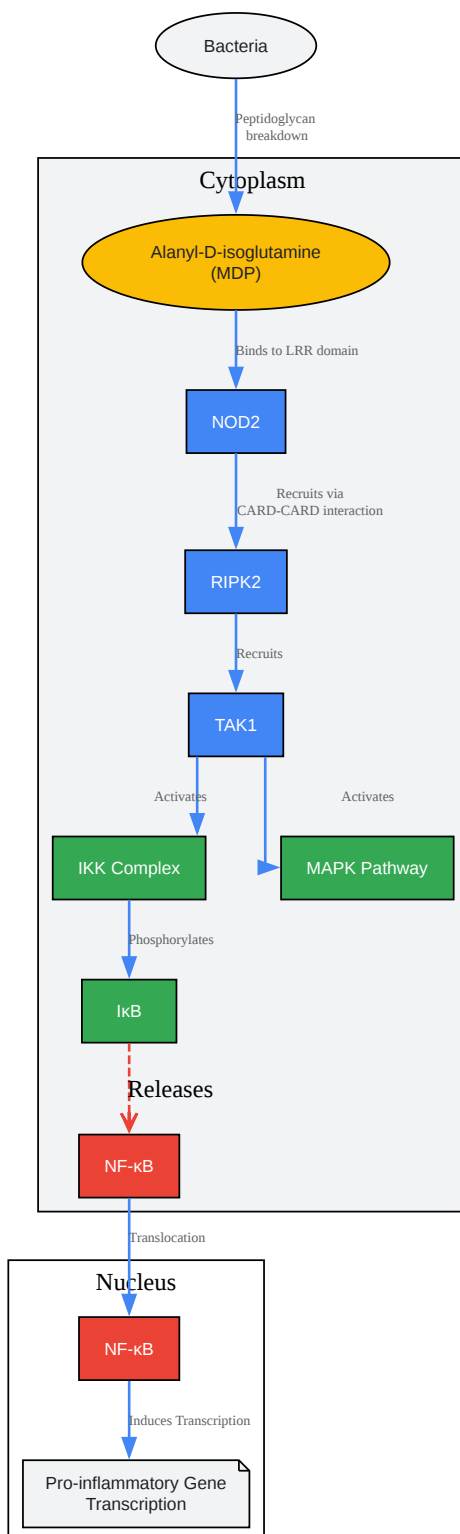 Bacteria
Peptidoglycan
breakdown
Cytoplasm
Alanyl-D-isoglutamine
(MDP)
Binds to LRR domain
NOD2
Recruits via
CARD-CARD interaction
RIPK2
Recruits
TAK1
Activates
Activates
IKK Complex
MAPK Pathway
Phosphorylates
IκB
Releases
NF-κB
Translocation
Nucleus
NF-κB
Induces Transcription
Pro-inflammatory Gene
Transcription